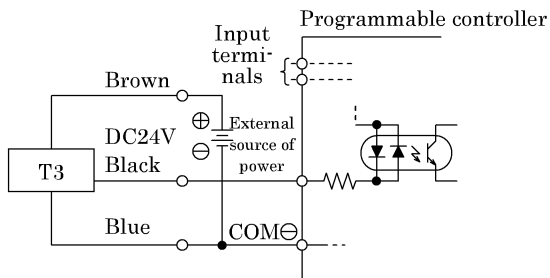 Programmable controller
Input
termi-
nals
Brown
DC24V
⊕
⊖
External
source of
power
T3
Black
Blue
COM⊖